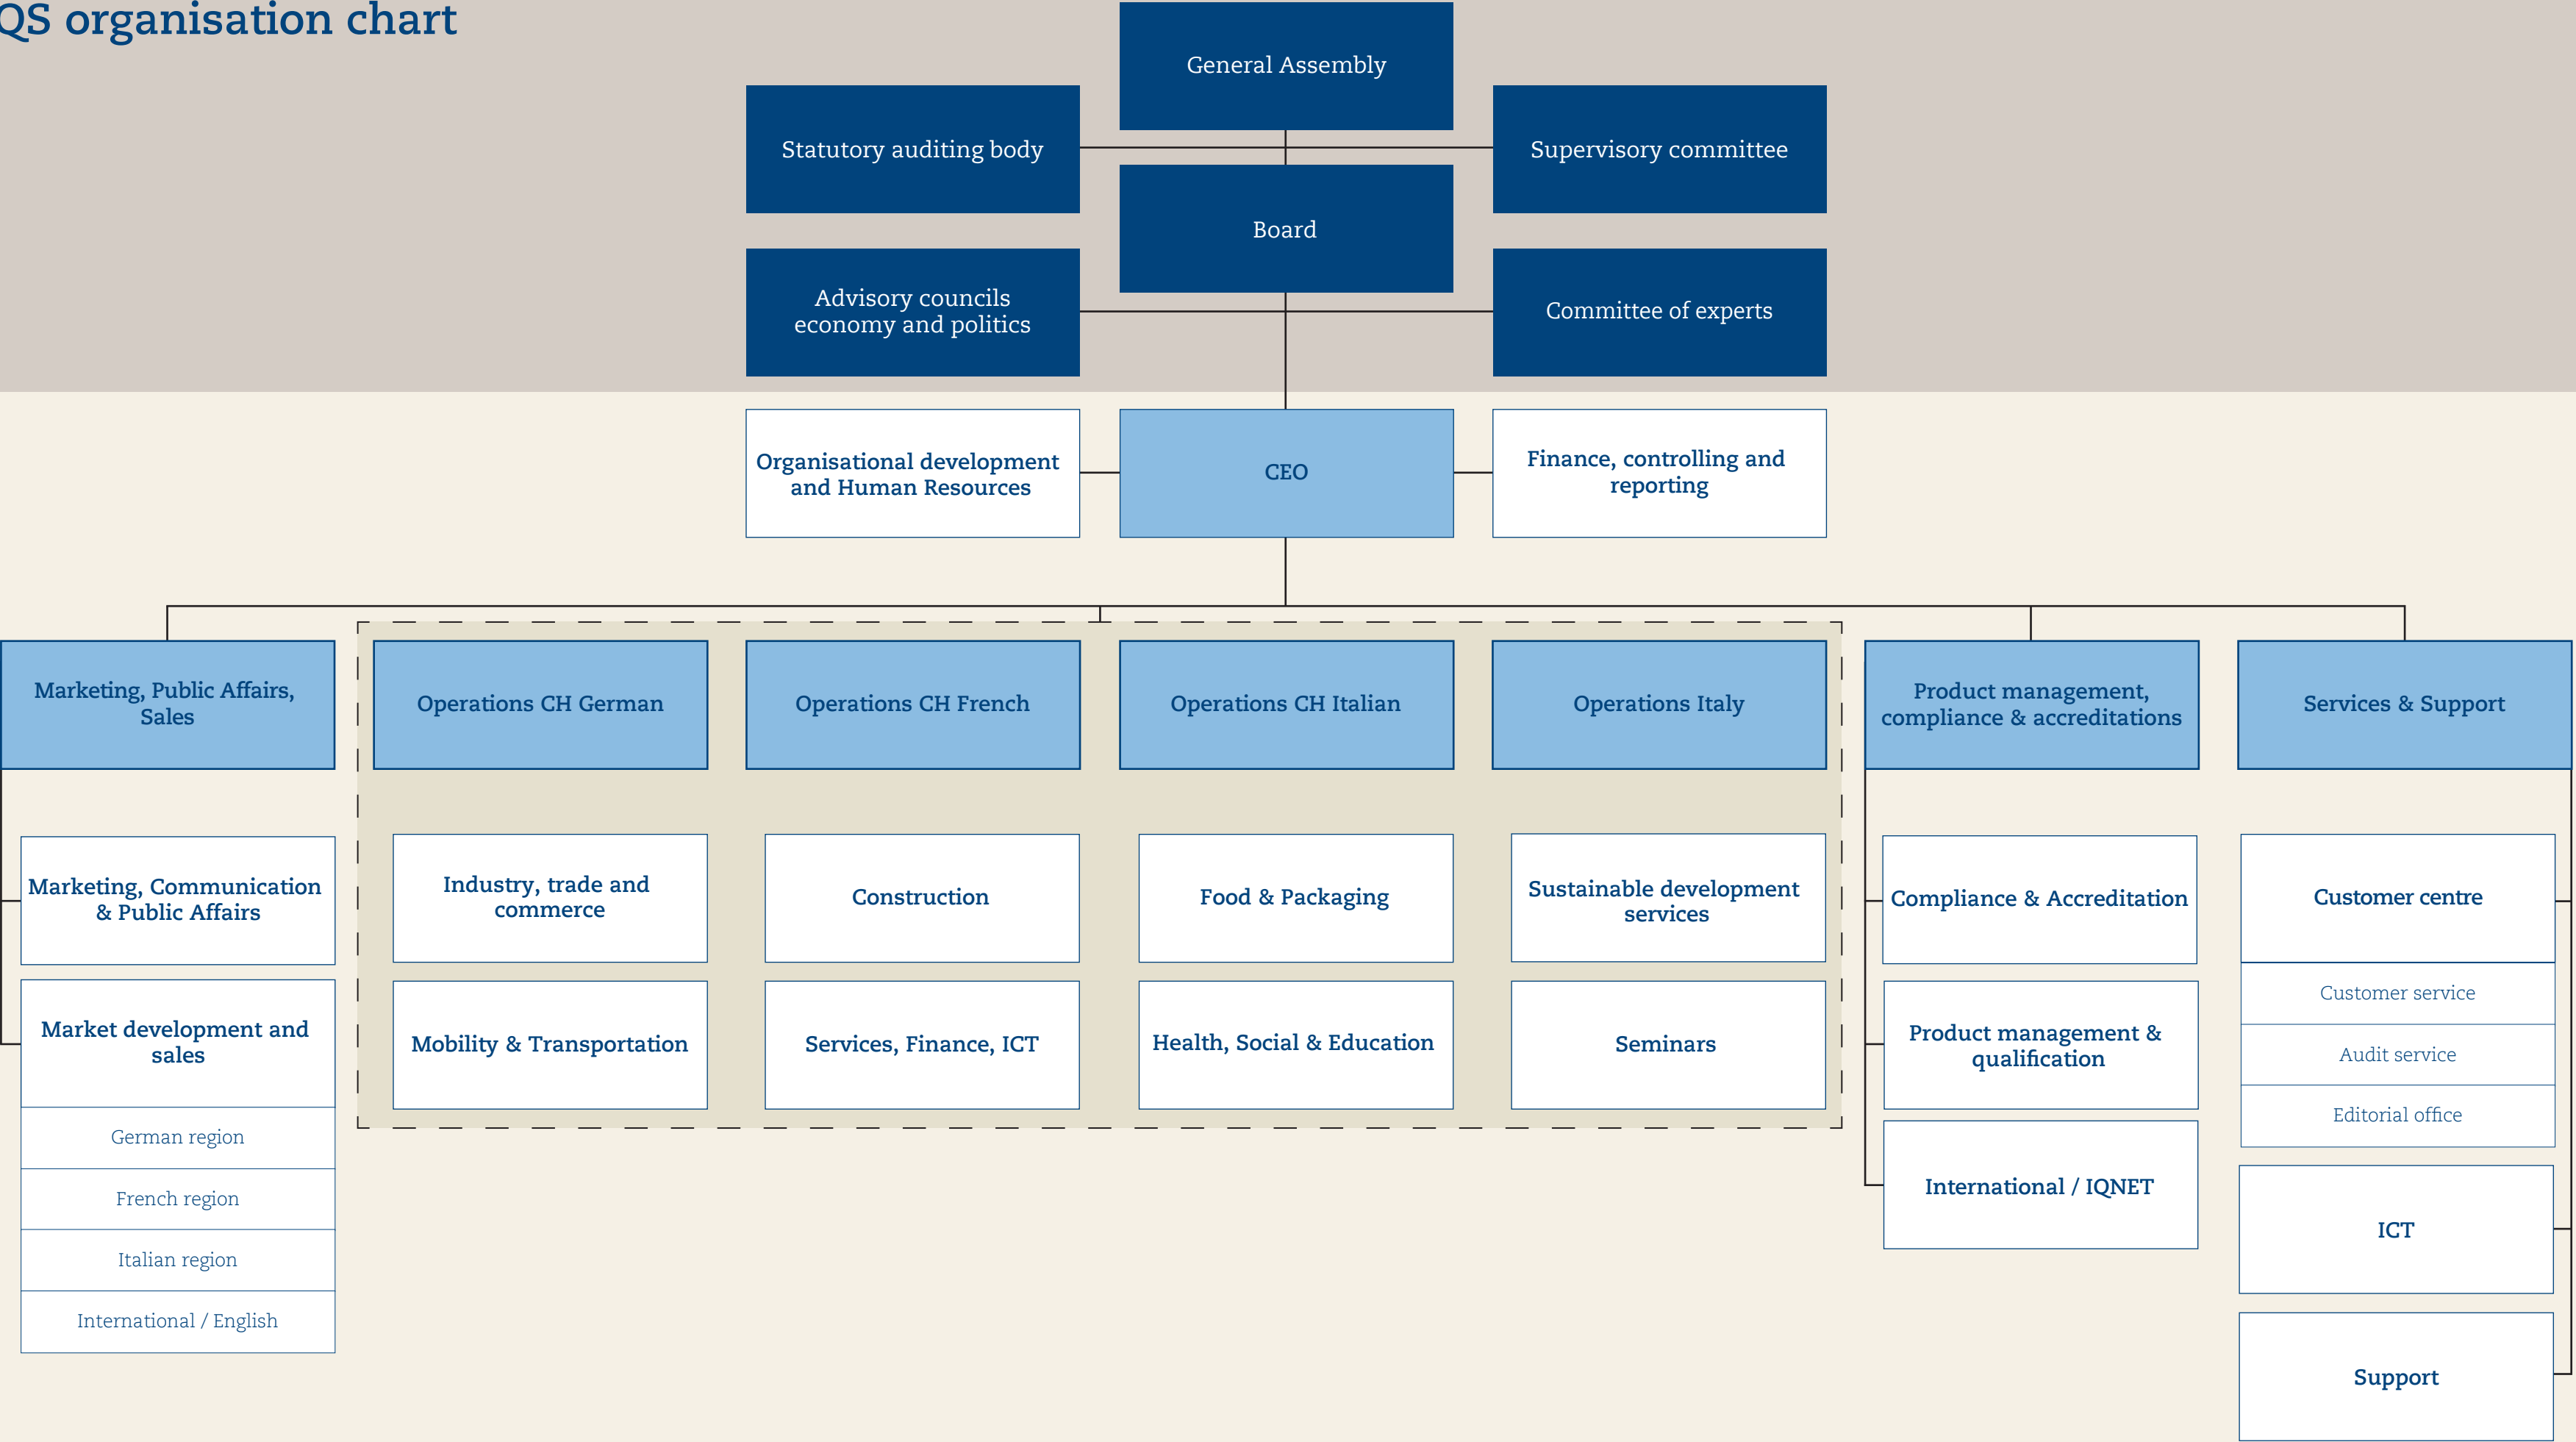 QS organisation chart
General Assembly
Statutory auditing body
Supervisory committee
Board
Advisory councils
economy and politics
Committee of experts
Organisational development
and Human Resources
CEO
Finance, controlling and
reporting
Marketing, Public Affairs,
Sales
Operations CH German
Operations CH French
Operations CH Italian
Operations Italy
Product management,
compliance & accreditations
Services & Support
Marketing, Communication
& Public Affairs
Industry, trade and
commerce
Construction
Food & Packaging
Sustainable development
services
Compliance & Accreditation
Customer centre
Market development and
sales
Mobility & Transportation
Services, Finance, ICT
Health, Social & Education
Seminars
Product management &
qualification
Customer service
Audit service
Editorial office
German region
French region
Italian region
International / English
International / IQNET
ICT
Support